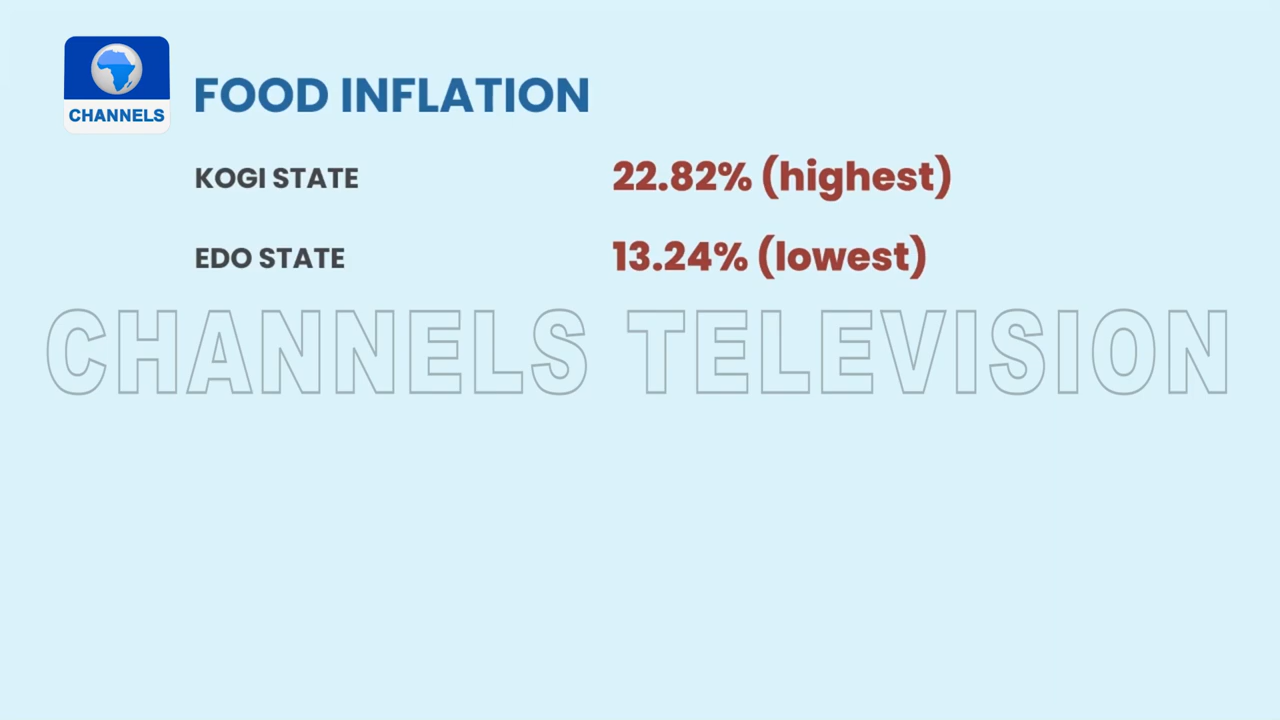 CHANNELS
FOOD INFLATION
KOGI STATE 22.82% (highest)
EDO STATE 13.24% (lowest)
CHANNELS TELEVISION